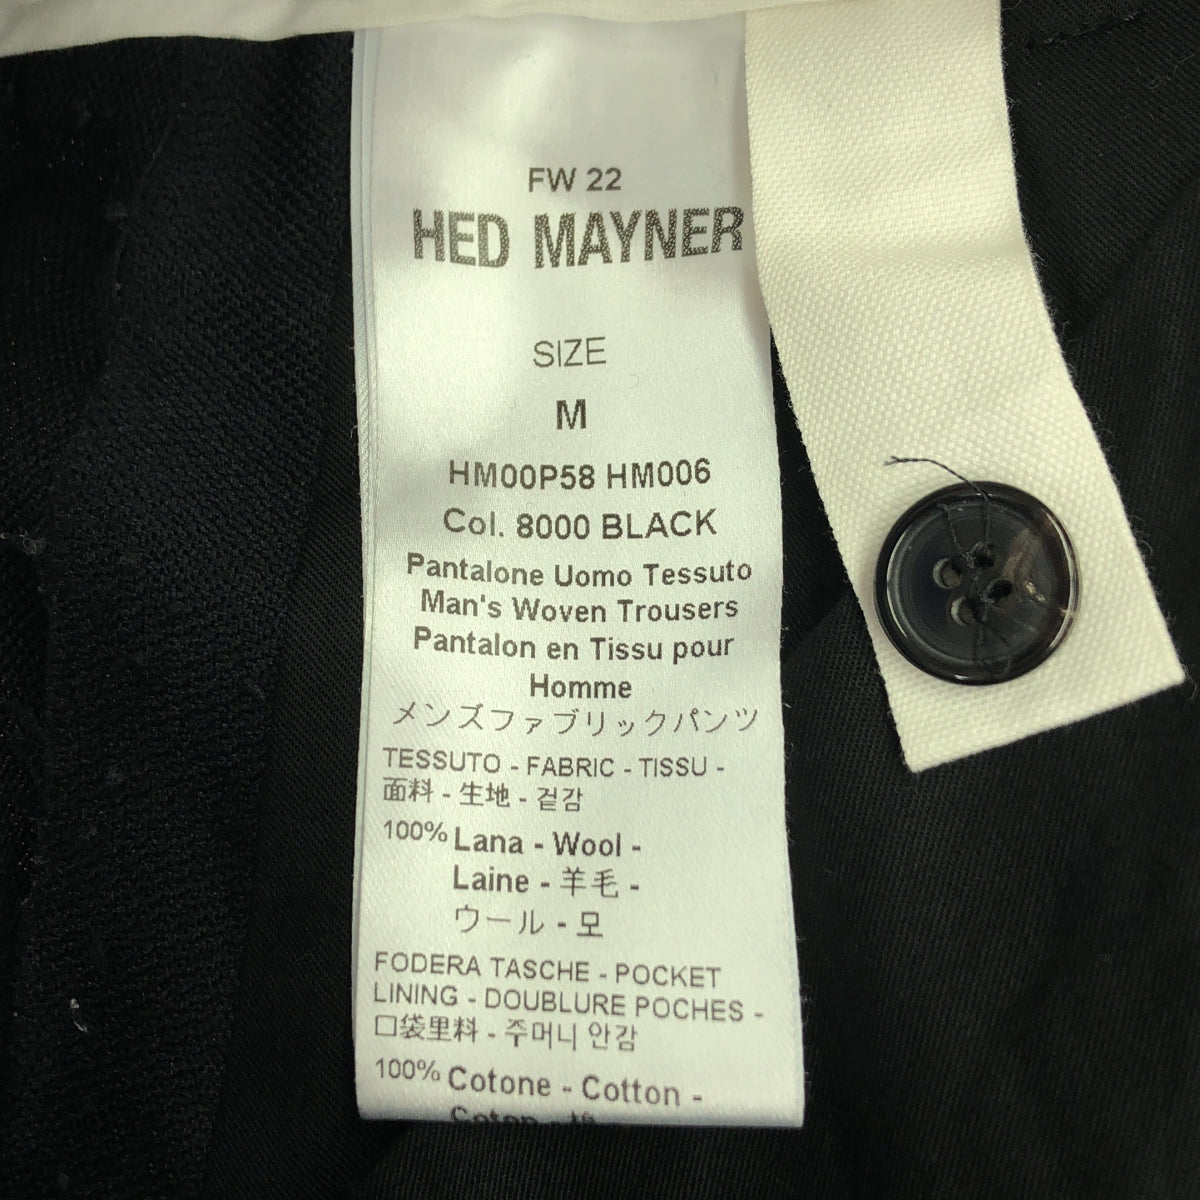 FW 22
HED MAYNER
SIZE
M
HM00P58 HM006
Col. 8000 BLACK
Pantalone Uomo Tessuto
Man's Woven Trousers
Pantalon en Tissu pour
Homme
メンズファブリックパンツ
TESSUTO - FABRIC - TISSU -
面料 - 生地 - 겉감
100% Lana - Wool -
Laine - 羊毛 -
ウール - 모
FODERA TASCHE - POCKET
LINING - DOUBLURE POCHES -
口袋里料 - 주머니 안감
100% Cotone - Cotton -
Coton -